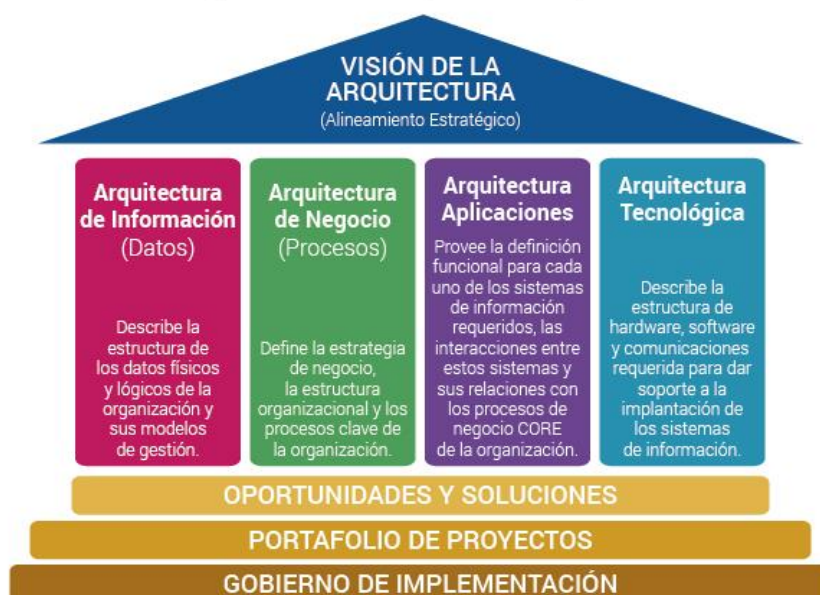 VISIÓN DE LA
ARQUITECTURA
(Alineamiento Estratégico)
Arquitectura
de Información
(Datos)
Describe la
estructura de
los datos físicos
y lógicos de la
organización y
sus modelos
de gestión.
Arquitectura
de Negocio
(Procesos)
Define la estrategia
de negocio,
la estructura
organizacional y los
procesos clave de
la organización.
Arquitectura
Aplicaciones
Provee la definición
funcional para cada
uno de los sistemas
de información
requeridos, las
interacciones entre
estos sistemas y
sus relaciones con
los procesos de
negocio CORE
de la organización.
Arquitectura
Tecnológica
Describe la
estructura de
hardware, software
y comunicaciones
requerida para dar
soporte a la
implantación de
los sistemas
de información.
OPORTUNIDADES Y SOLUCIONES
PORTAFOLIO DE PROYECTOS
GOBIERNO DE IMPLEMENTACIÓN